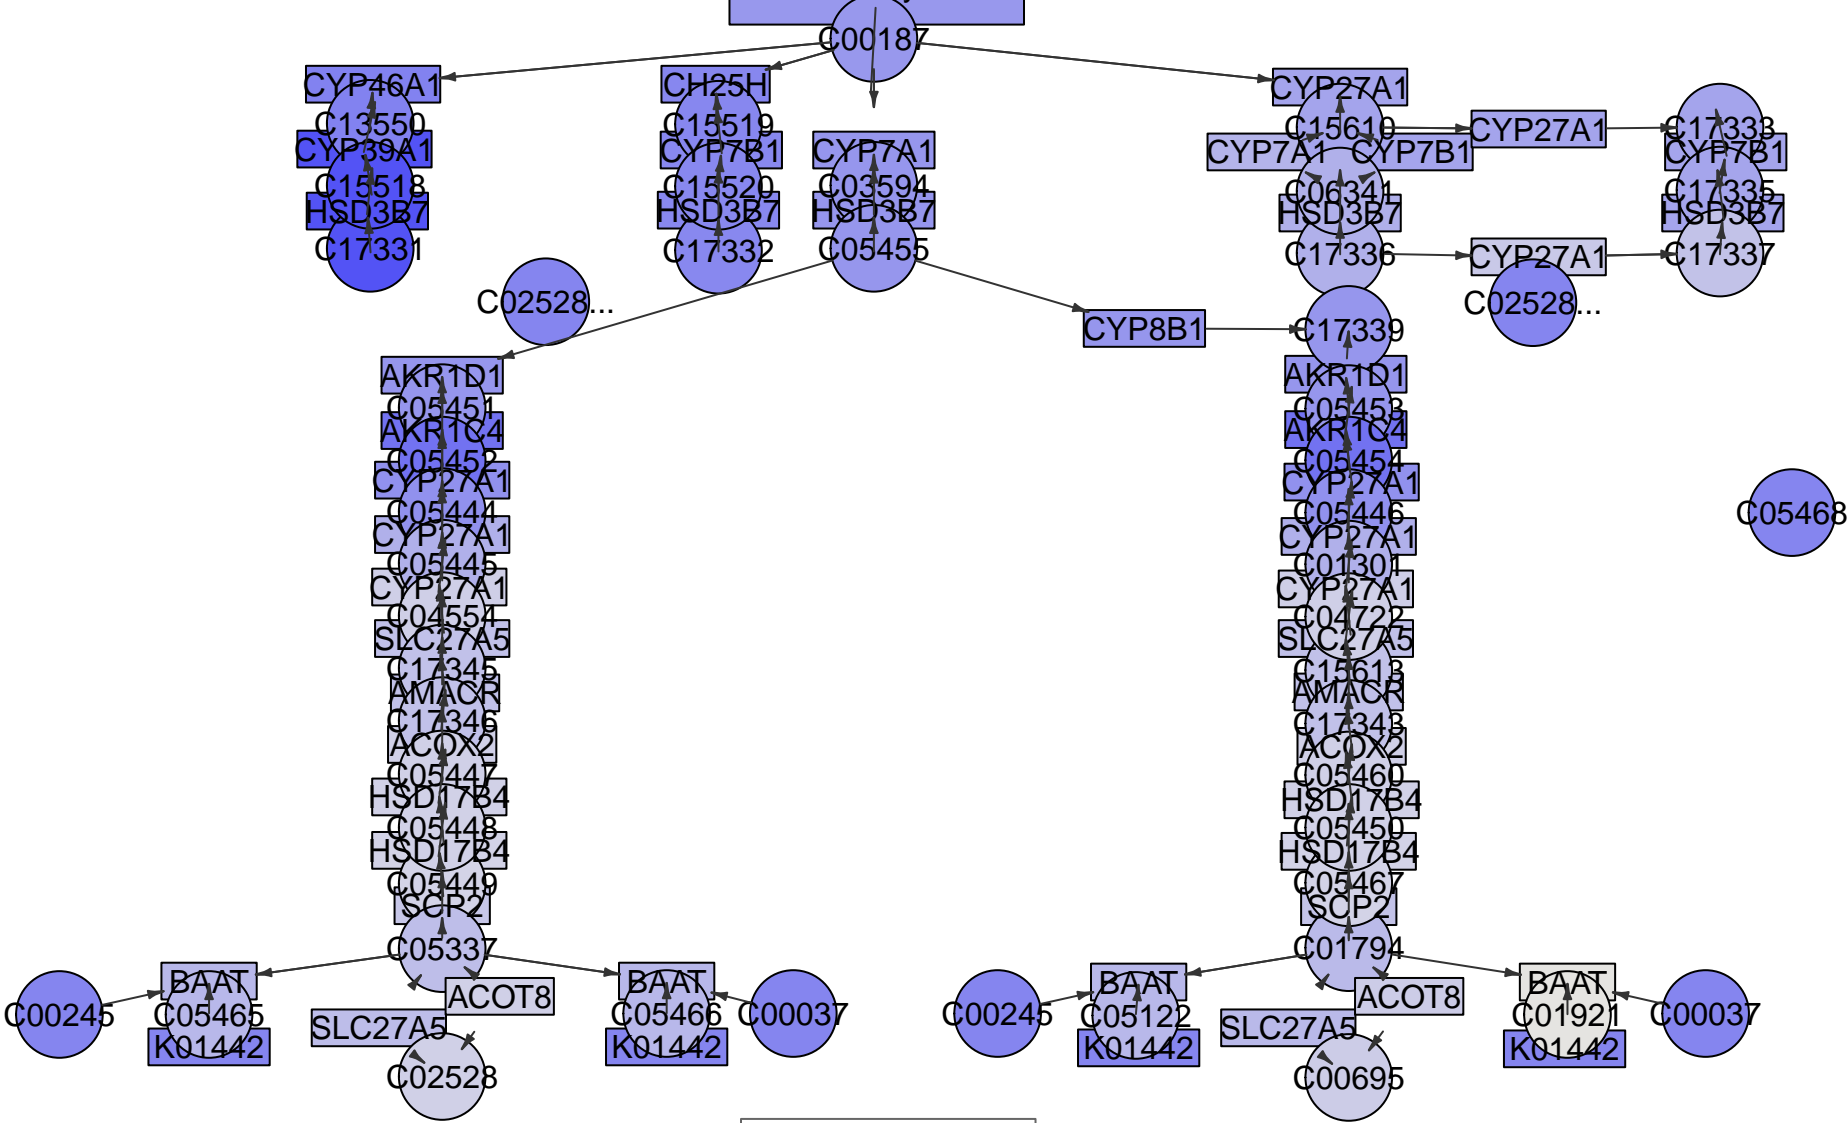 C00187
CYP46A1
CH25H
CYP27A1
C13550
C15519
C15610
CYP27A1
C17333
CYP39A1
CYP7B1
CYP7A1
CYP7A1
CYP7B1
CYP7B1
C15518
C15520
C03594
C06341
C17335
HSD3B7
HSD3B7
HSD3B7
HSD3B7
HSD3B7
C17331
C17332
C05455
C17336
CYP27A1
C17337
C02528...
C02528...
CYP8B1
C17339
AKR1D1
AKR1D1
C05451
C05453
AKR1C4
AKR1C4
C05452
C05454
CYP27A1
CYP27A1
C05444
C05446
C05468
CYP27A1
CYP27A1
C05445
C01301
CYP27A1
CYP27A1
C04554
C04722
SLC27A5
SLC27A5
C17345
C15613
AMACR
AMACR
C17346
C17343
ACOX2
ACOX2
C05447
C05460
HSD17B4
HSD17B4
C05448
C05450
HSD17B4
HSD17B4
C05449
C05467
SCP2
SCP2
C05337
C01794
BAAT
BAAT
BAAT
BAAT
ACOT8
ACOT8
C00245
C05465
C05466
C00037
C00245
C05122
C01921
C00037
SLC27A5
SLC27A5
K01442
K01442
K01442
K01442
C02528
C00695